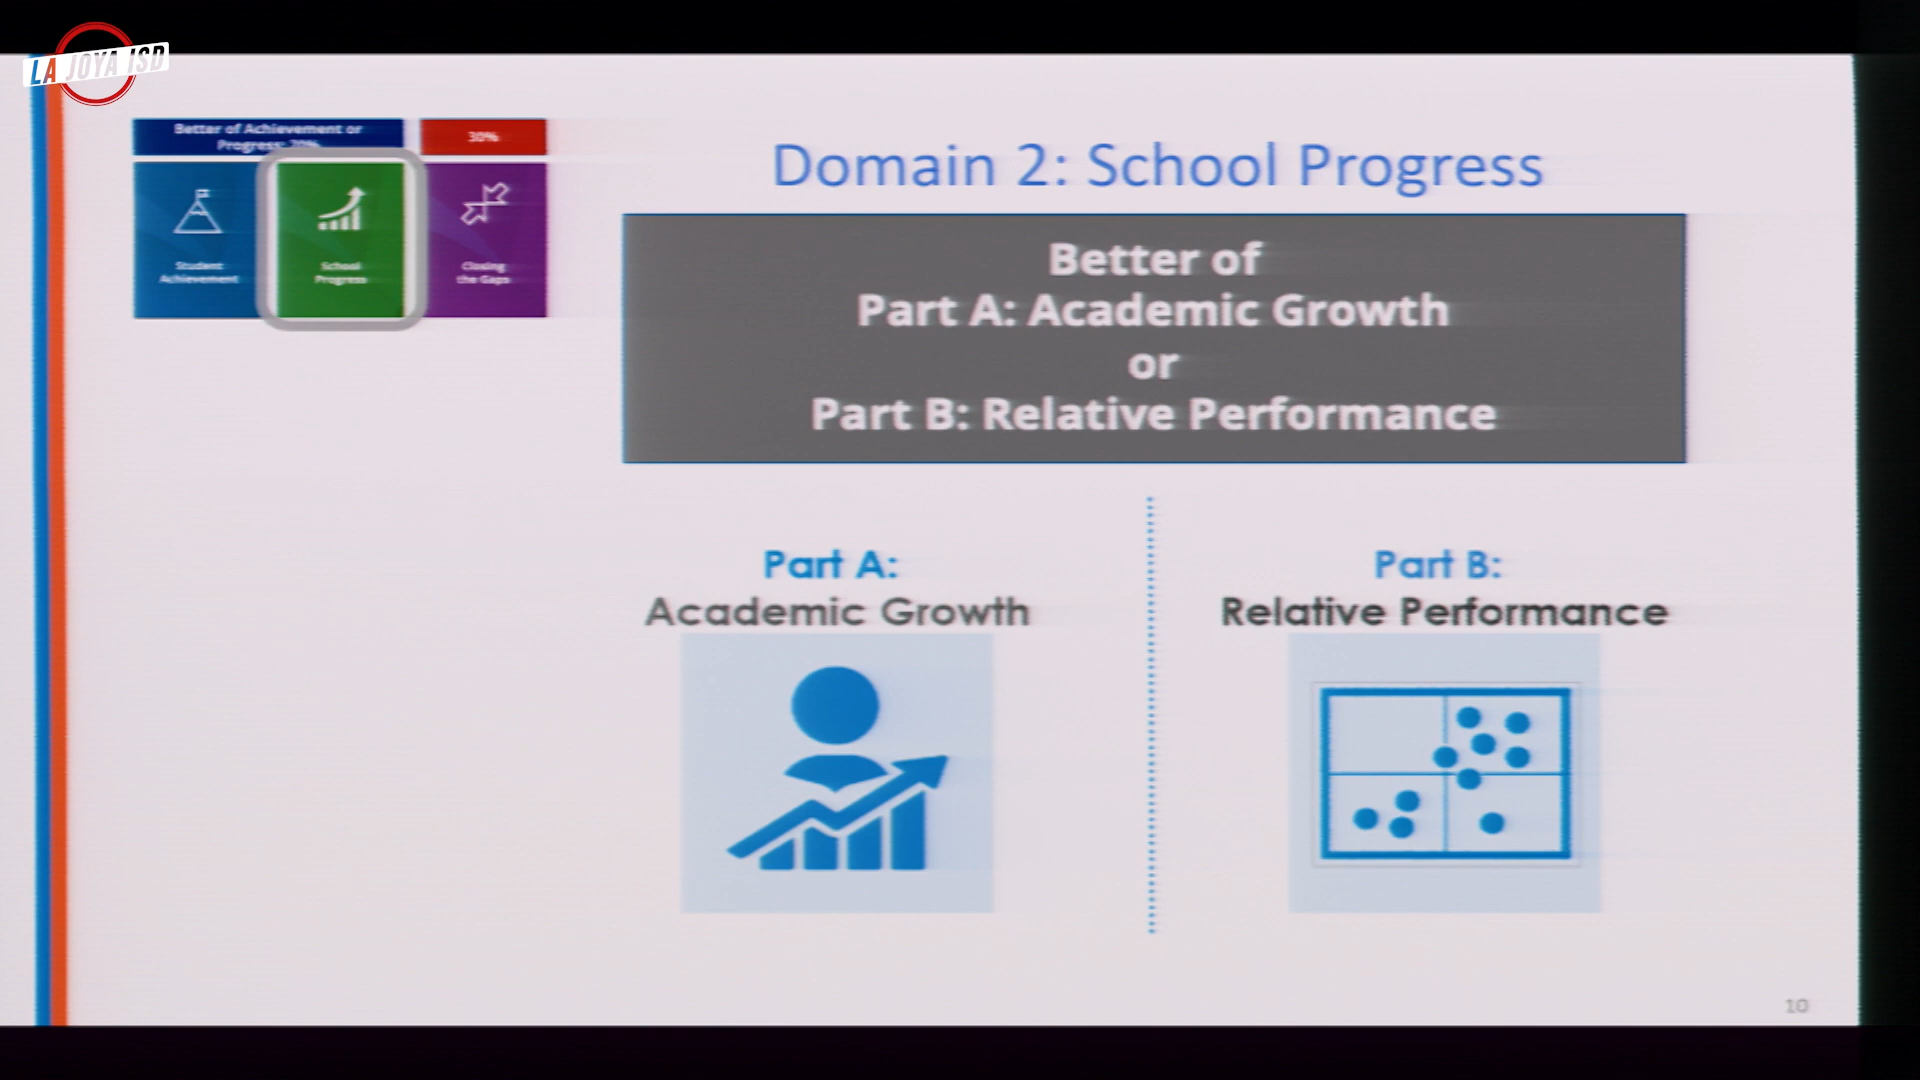 LA JOYA ISD
Better of Achievement or
Progress: 70%
30%
Student
Achievement
School
Progress
Closing
the Gaps
Domain 2: School Progress
Better of
Part A: Academic Growth
or
Part B: Relative Performance
Part A:
Academic Growth
Part B:
Relative Performance
10